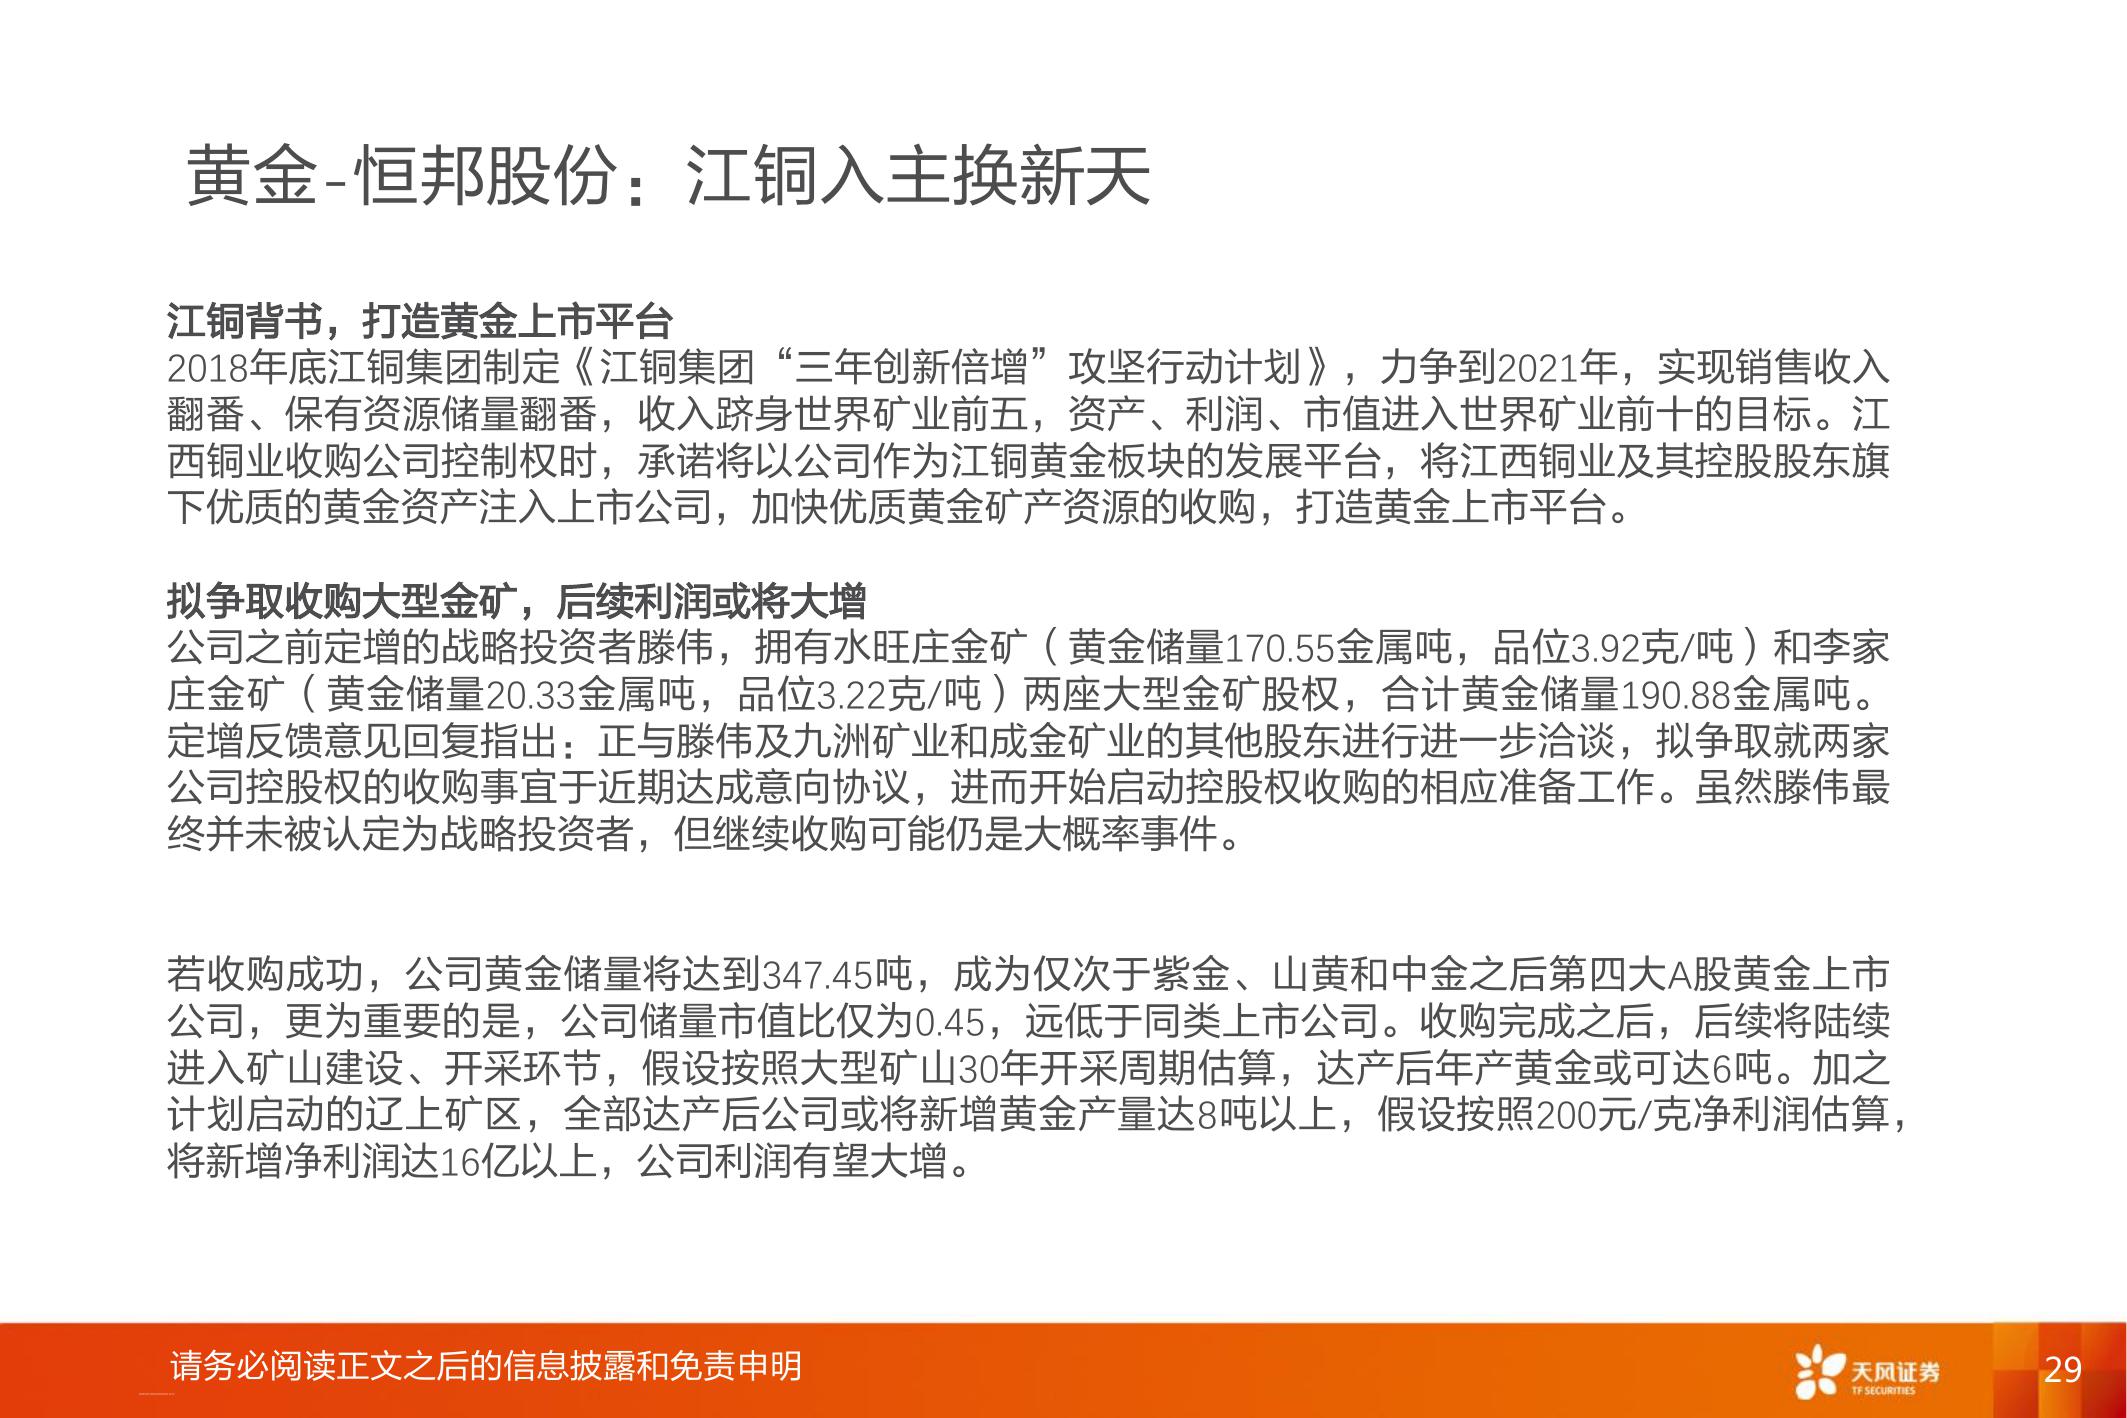 黄金-恒邦股份：江铜入主换新天
江铜背书，打造黄金上市平台
2018年底江铜集团制定《江铜集团“三年创新倍增”攻坚行动计划》，力争到2021年，实现销售收入
翻番、保有资源储量翻番，收入跻身世界矿业前五，资产、利润、市值进入世界矿业前十的目标。江
西铜业收购公司控制权时，承诺将以公司作为江铜黄金板块的发展平台，将江西铜业及其控股股东旗
下优质的黄金资产注入上市公司，加快优质黄金矿产资源的收购，打造黄金上市平台。
拟争取收购大型金矿，后续利润或将大增
公司之前定增的战略投资者滕伟，拥有水旺庄金矿（黄金储量170.55金属吨，品位3.92克/吨）和李家
庄金矿（黄金储量20.33金属吨，品位3.22克/吨）两座大型金矿股权，合计黄金储量190.88金属吨。
定增反馈意见回复指出：正与滕伟及九洲矿业和成金矿业的其他股东进行进一步洽谈，拟争取就两家
公司控股权的收购事宜于近期达成意向协议，进而开始启动控股权收购的相应准备工作。虽然滕伟最
终并未被认定为战略投资者，但继续收购可能仍是大概率事件。
若收购成功，公司黄金储量将达到347.45吨，成为仅次于紫金、山黄和中金之后第四大A股黄金上市
公司，更为重要的是，公司储量市值比仅为0.45，远低于同类上市公司。收购完成之后，后续将陆续
进入矿山建设、开采环节，假设按照大型矿山30年开采周期估算，达产后年产黄金或可达6吨。加之
计划启动的辽上矿区，全部达产后公司或将新增黄金产量达8吨以上，假设按照200元/克净利润估算，
将新增净利润达16亿以上，公司利润有望大增。
请务必阅读正文之后的信息披露和免责申明
天风证券
TF SECURITIES
29